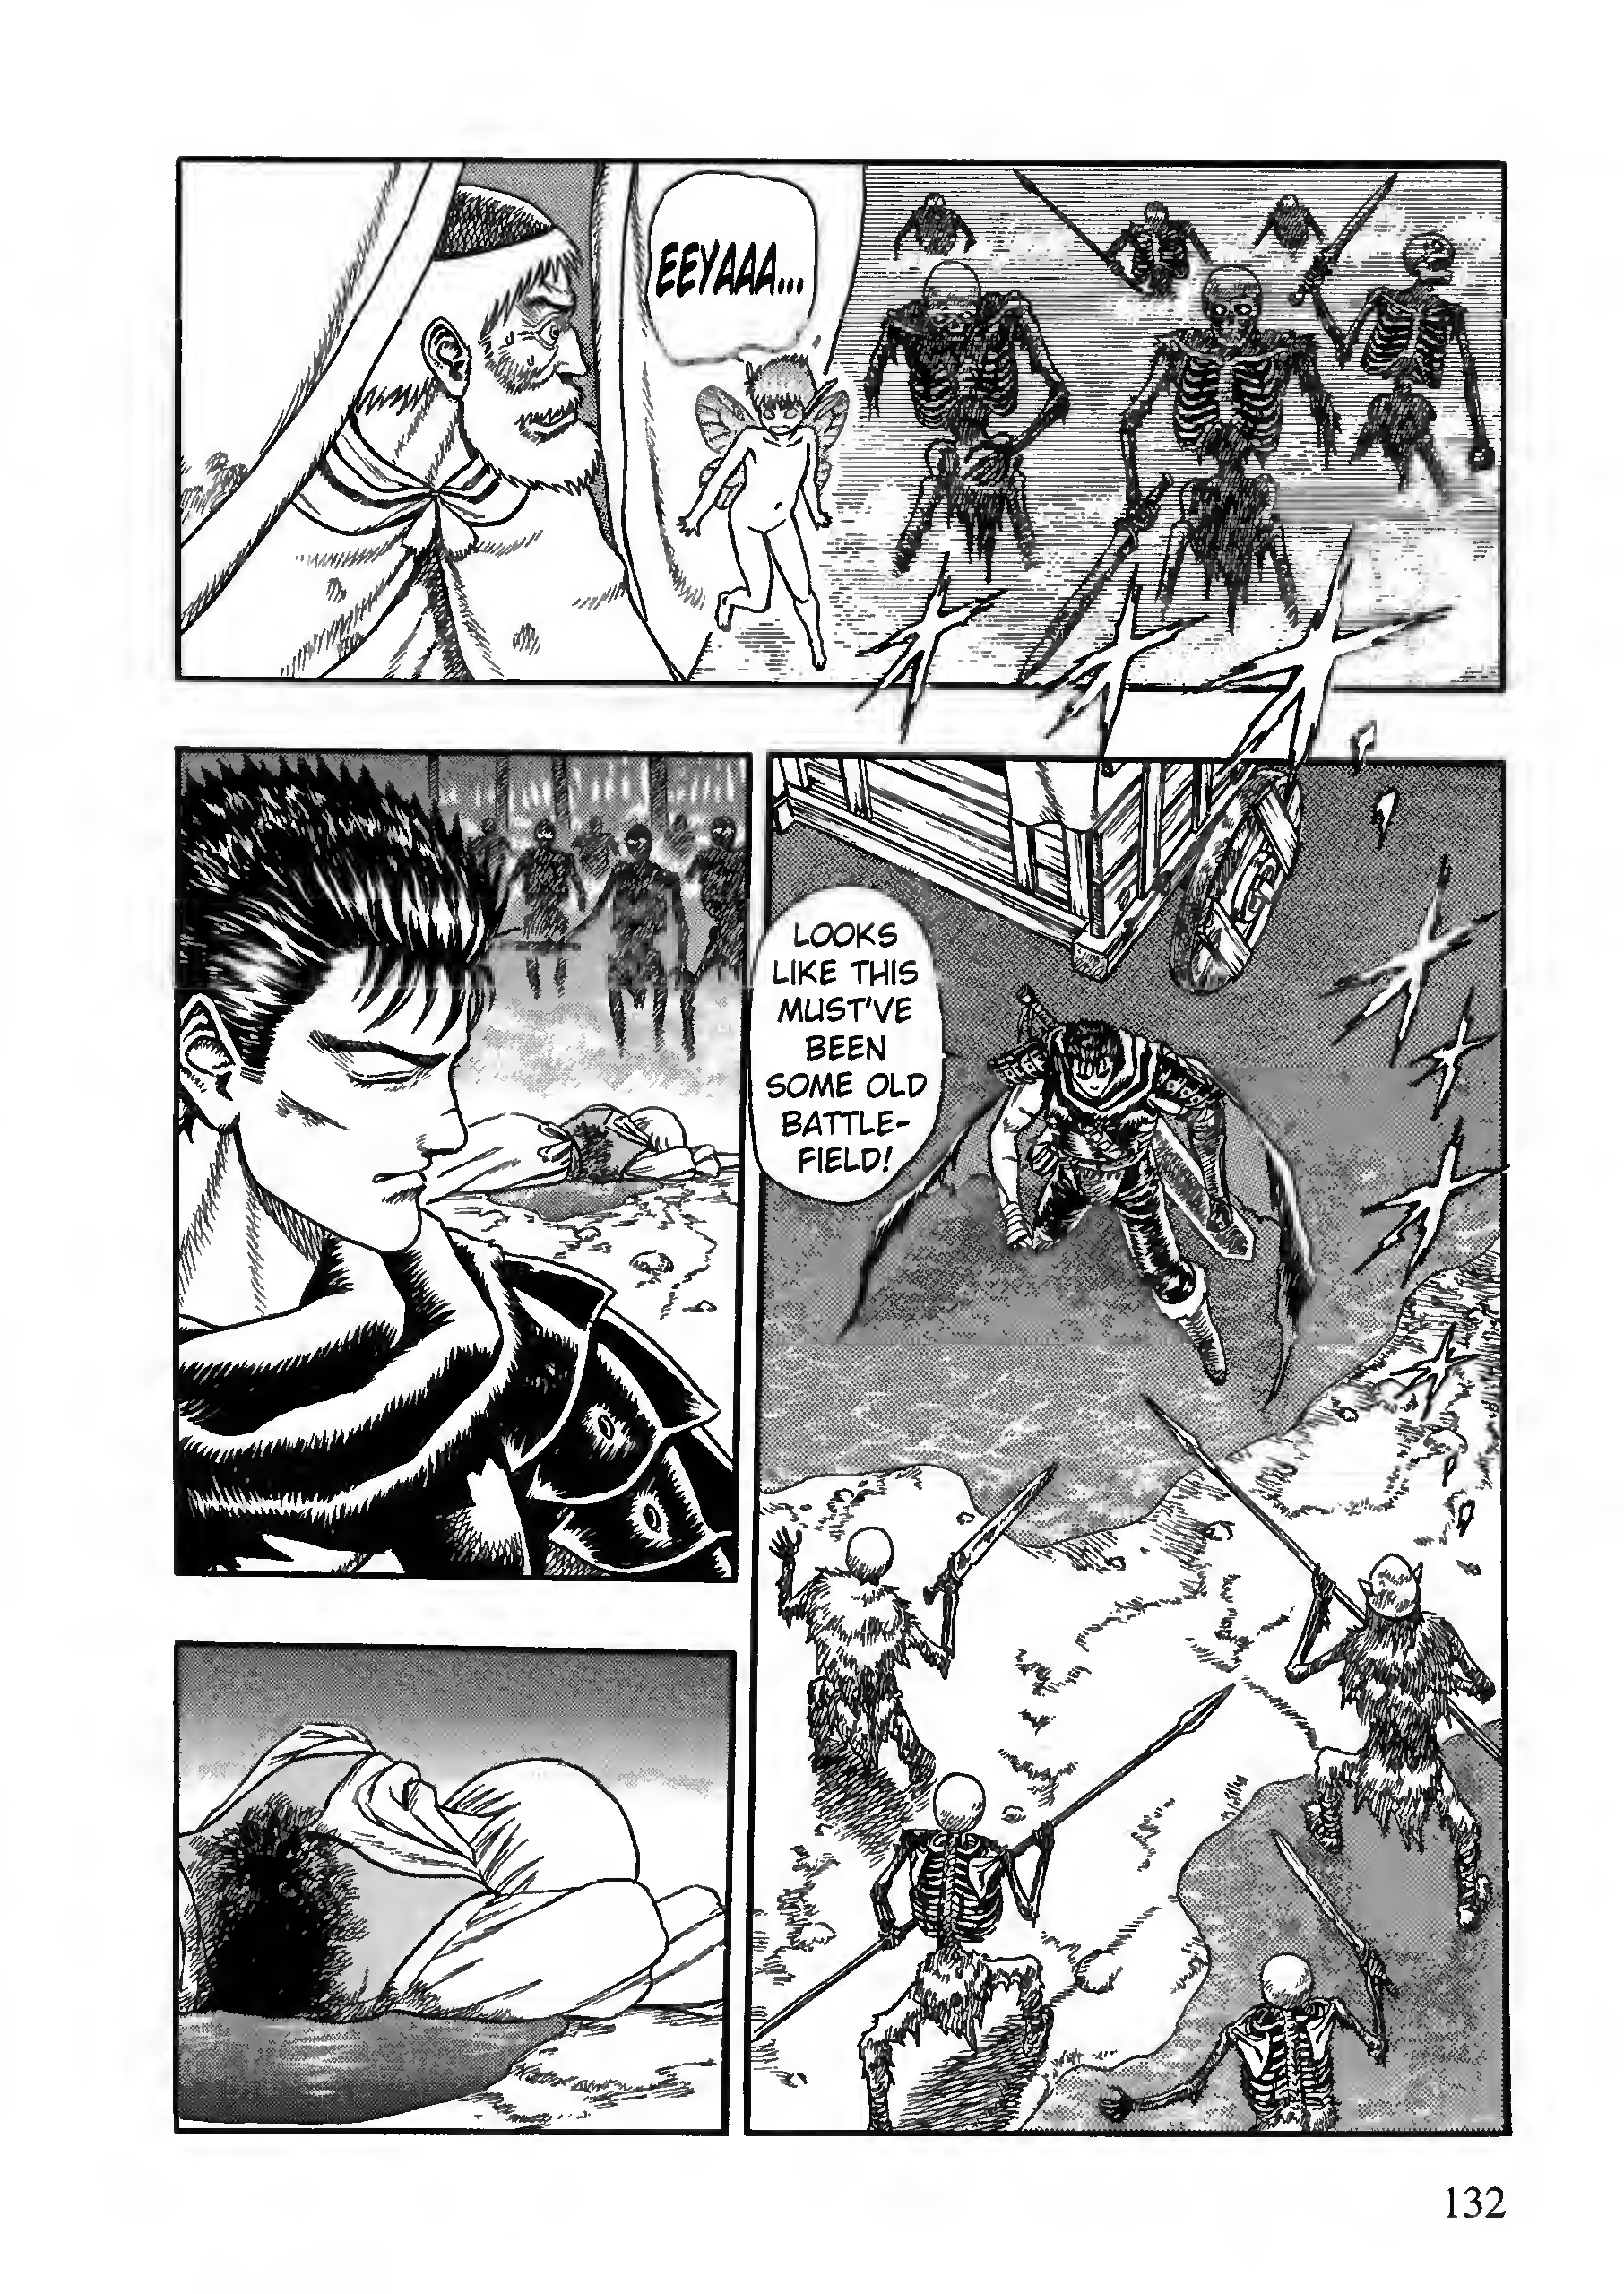 EEYAAA...
LOOKS
LIKE THIS
MUST'VE
BEEN
SOME OLD
BATTLE-
FIELD!
132